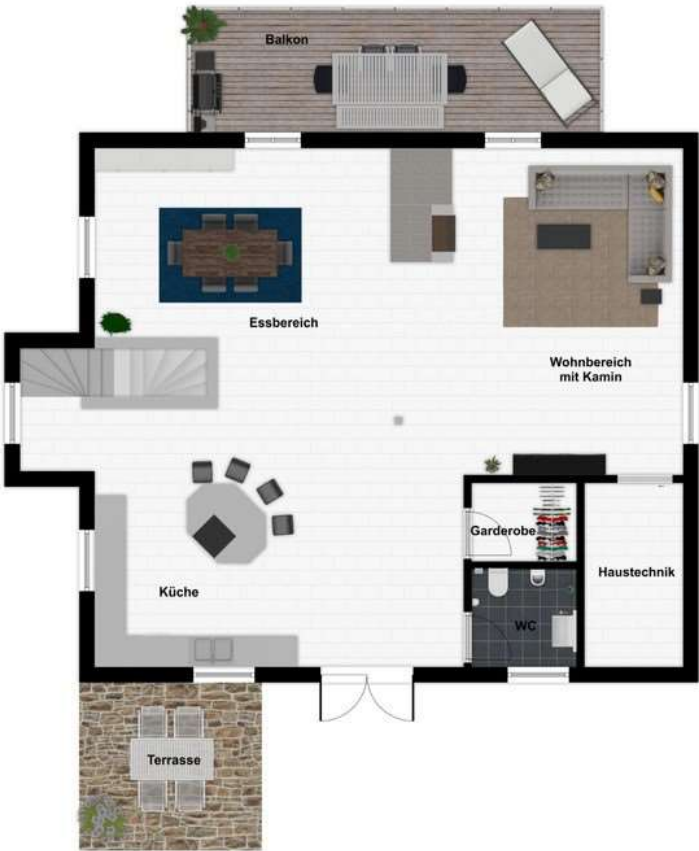 Balkon
Essbereich
Wohnbereich
mit Kamin
Garderobe
Haustechnik
Küche
WC
Terrasse